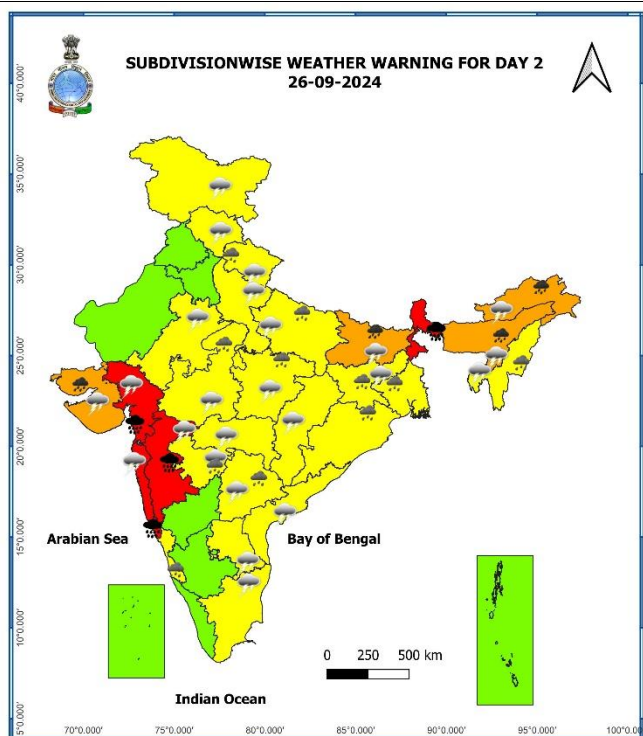 SUBDIVISIONWISE WEATHER WARNING FOR DAY 2
26-09-2024
40°0.000'
35°0.000'
30°0.000'
25°0.000'
20°0.000'
15°0.000'
10°0.000'
5°0.000'
Arabian Sea
Bay of Bengal
0 250 500 km
Indian Ocean
70°0.000' 75°0.000' 80°0.000' 85°0.000' 90°0.000' 95°0.000' 100°0.000'